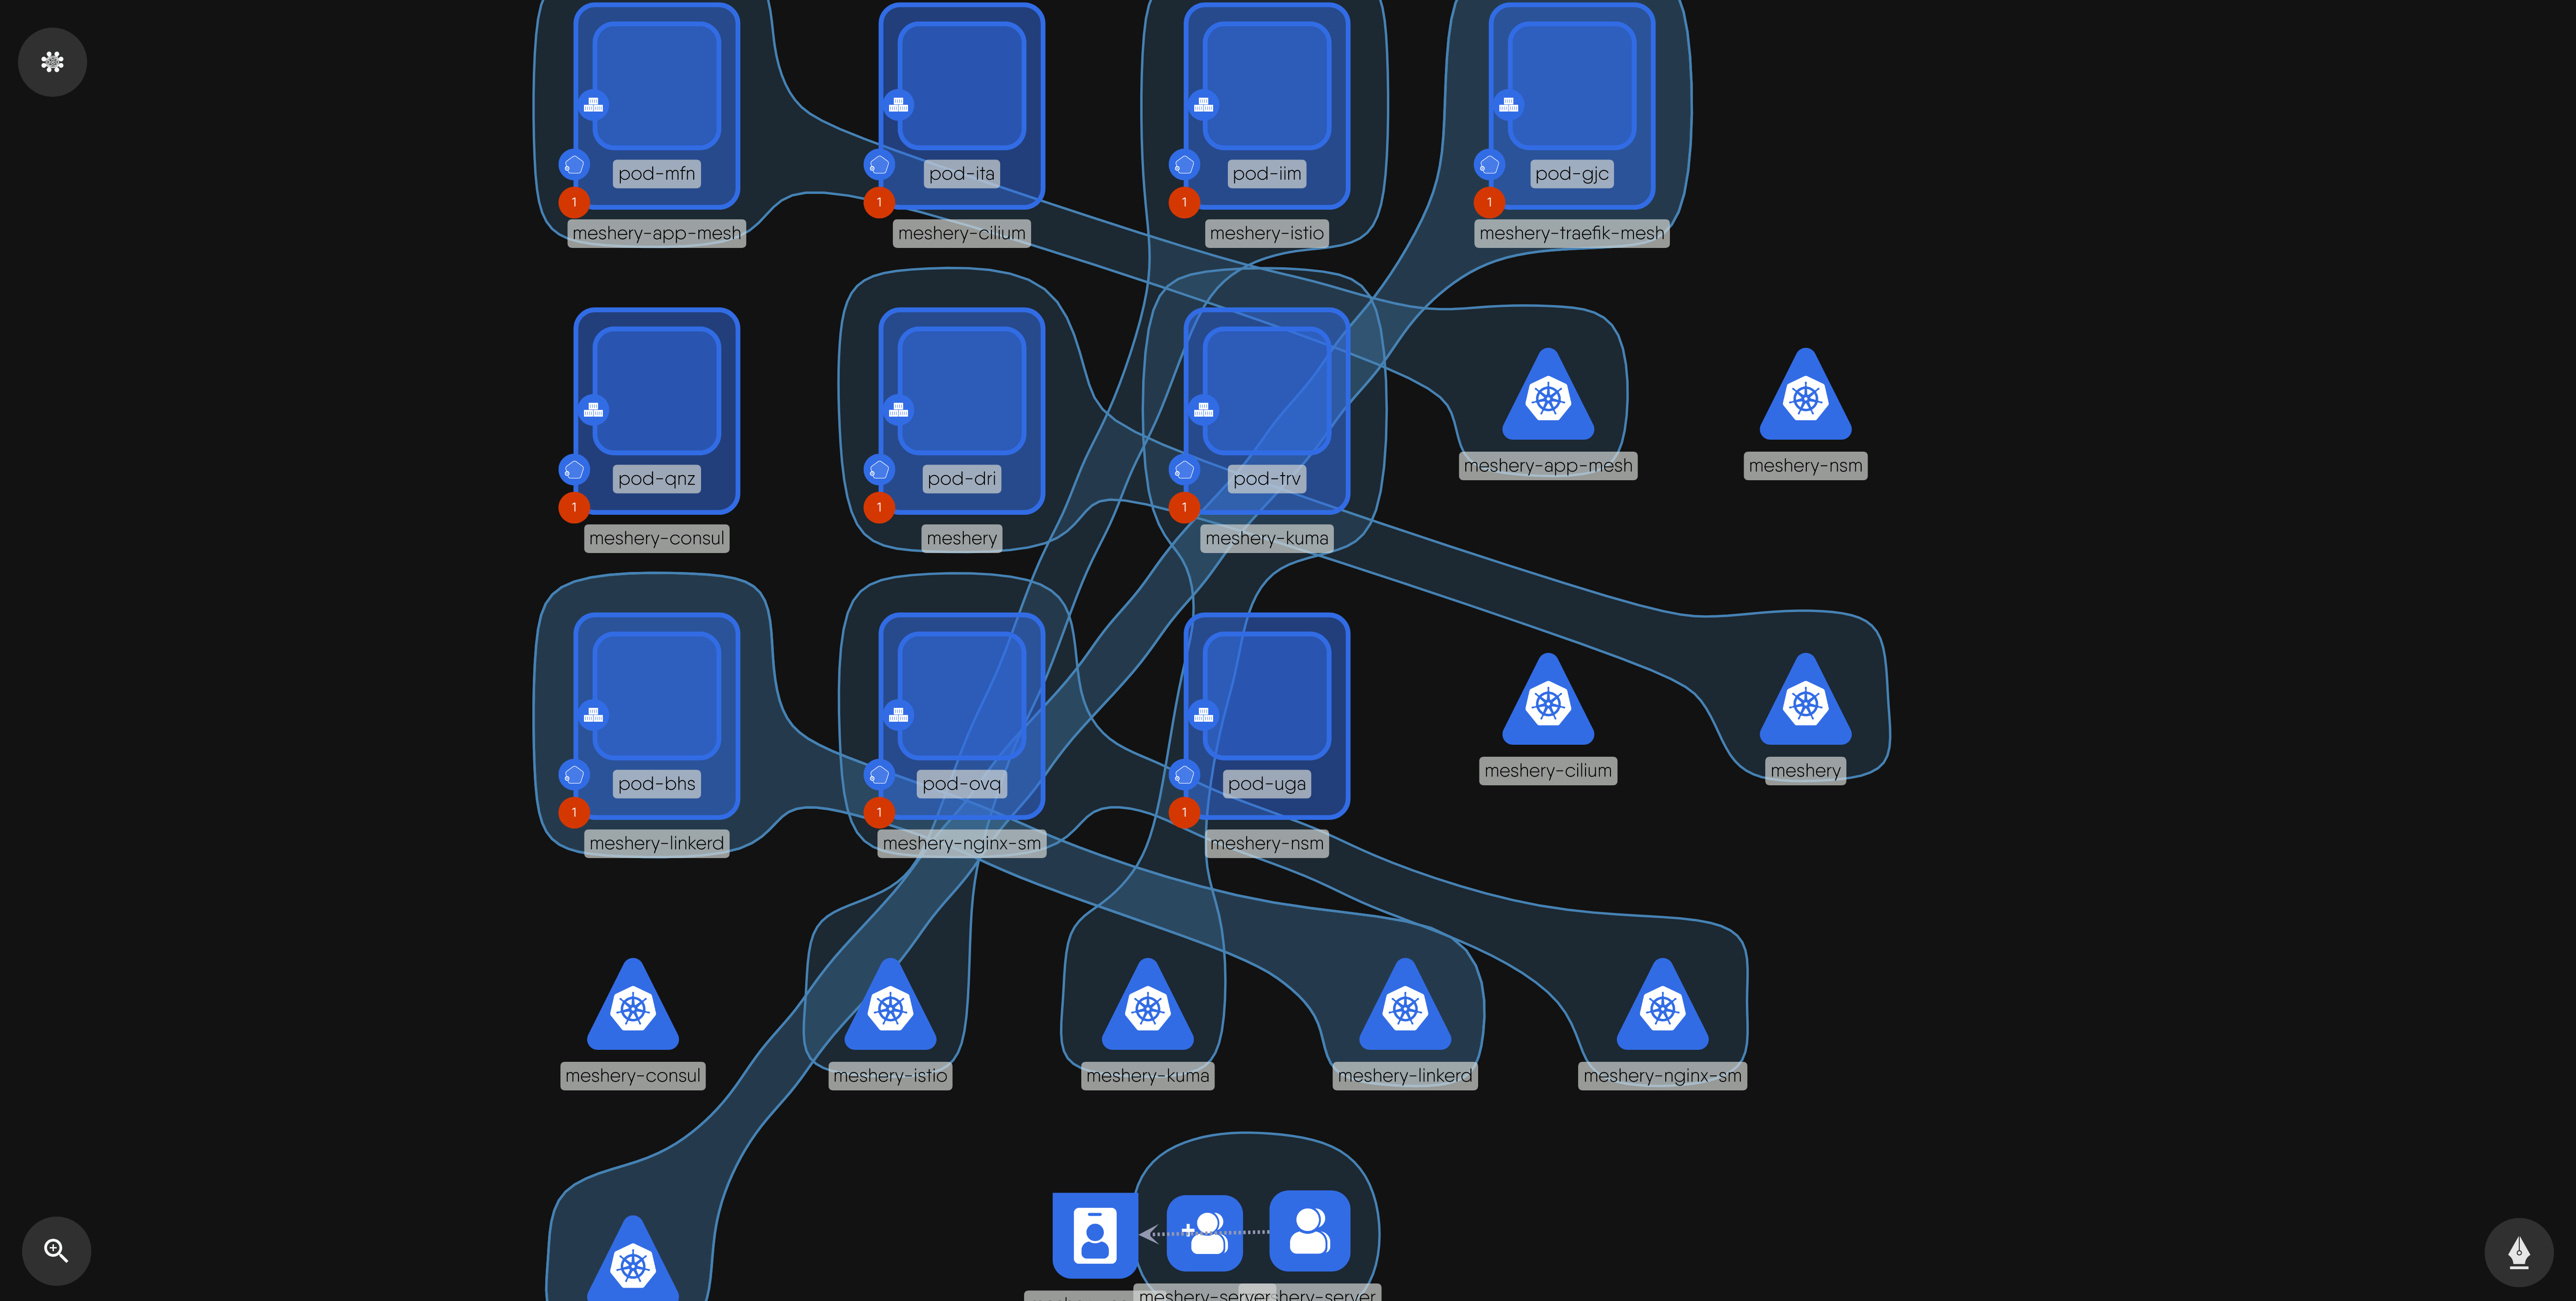 pod-mfn
pod-ita
pod-iim
pod-gjc
1
1
1
1
meshery-app-mesh
meshery-cilium
meshery-istio
meshery-traefik-mesh
pod-qnz
pod-dri
pod-trv
meshery-app-mesh
meshery-nsm
1
1
1
meshery-consul
meshery
meshery-kuma
pod-bhs
pod-ovq
pod-uga
meshery-cilium
meshery
1
1
1
meshery-linkerd
meshery-nginx-sm
meshery-nsm
meshery-consul
meshery-istio
meshery-kuma
meshery-linkerd
meshery-nginx-sm
meshery-server
hery-server